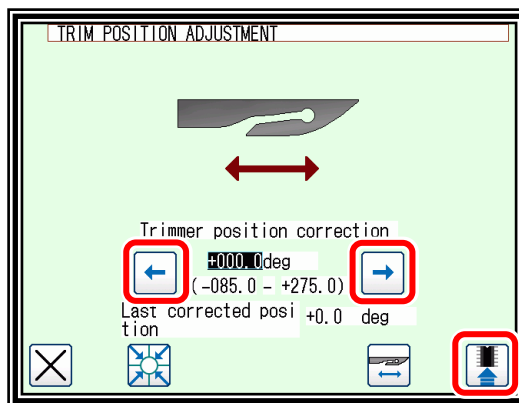 TRIM POSITION ADJUSTMENT
Trimmer position correction
+000.0deg
(-085.0 - +275.0)
Last corrected posi +0.0 deg
tion